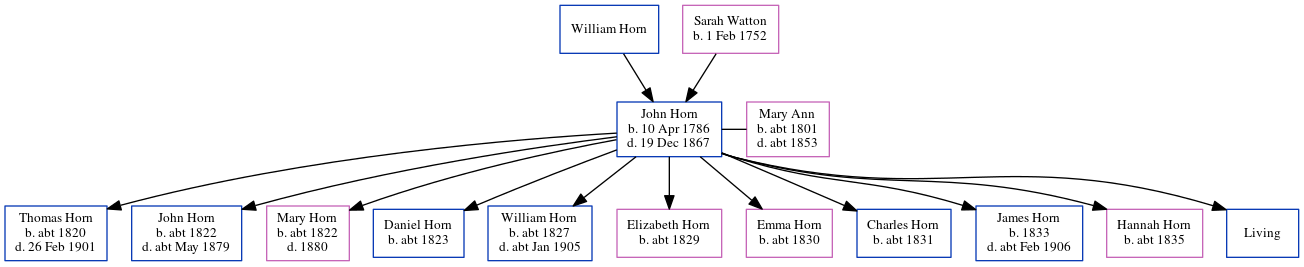 William Horn
Sarah Watton
b. 1 Feb 1752
John Horn
b. 10 Apr 1786
d. 19 Dec 1867
Mary Ann
b. abt 1801
d. abt 1853
Thomas Horn
b. abt 1820
d. 26 Feb 1901
John Horn
b. abt 1822
d. abt May 1879
Mary Horn
b. abt 1822
d. 1880
Daniel Horn
b. abt 1823
William Horn
b. abt 1827
d. abt Jan 1905
Elizabeth Horn
b. abt 1829
Emma Horn
b. abt 1830
Charles Horn
b. abt 1831
James Horn
b. 1833
d. abt Feb 1906
Hannah Horn
b. abt 1835
Living